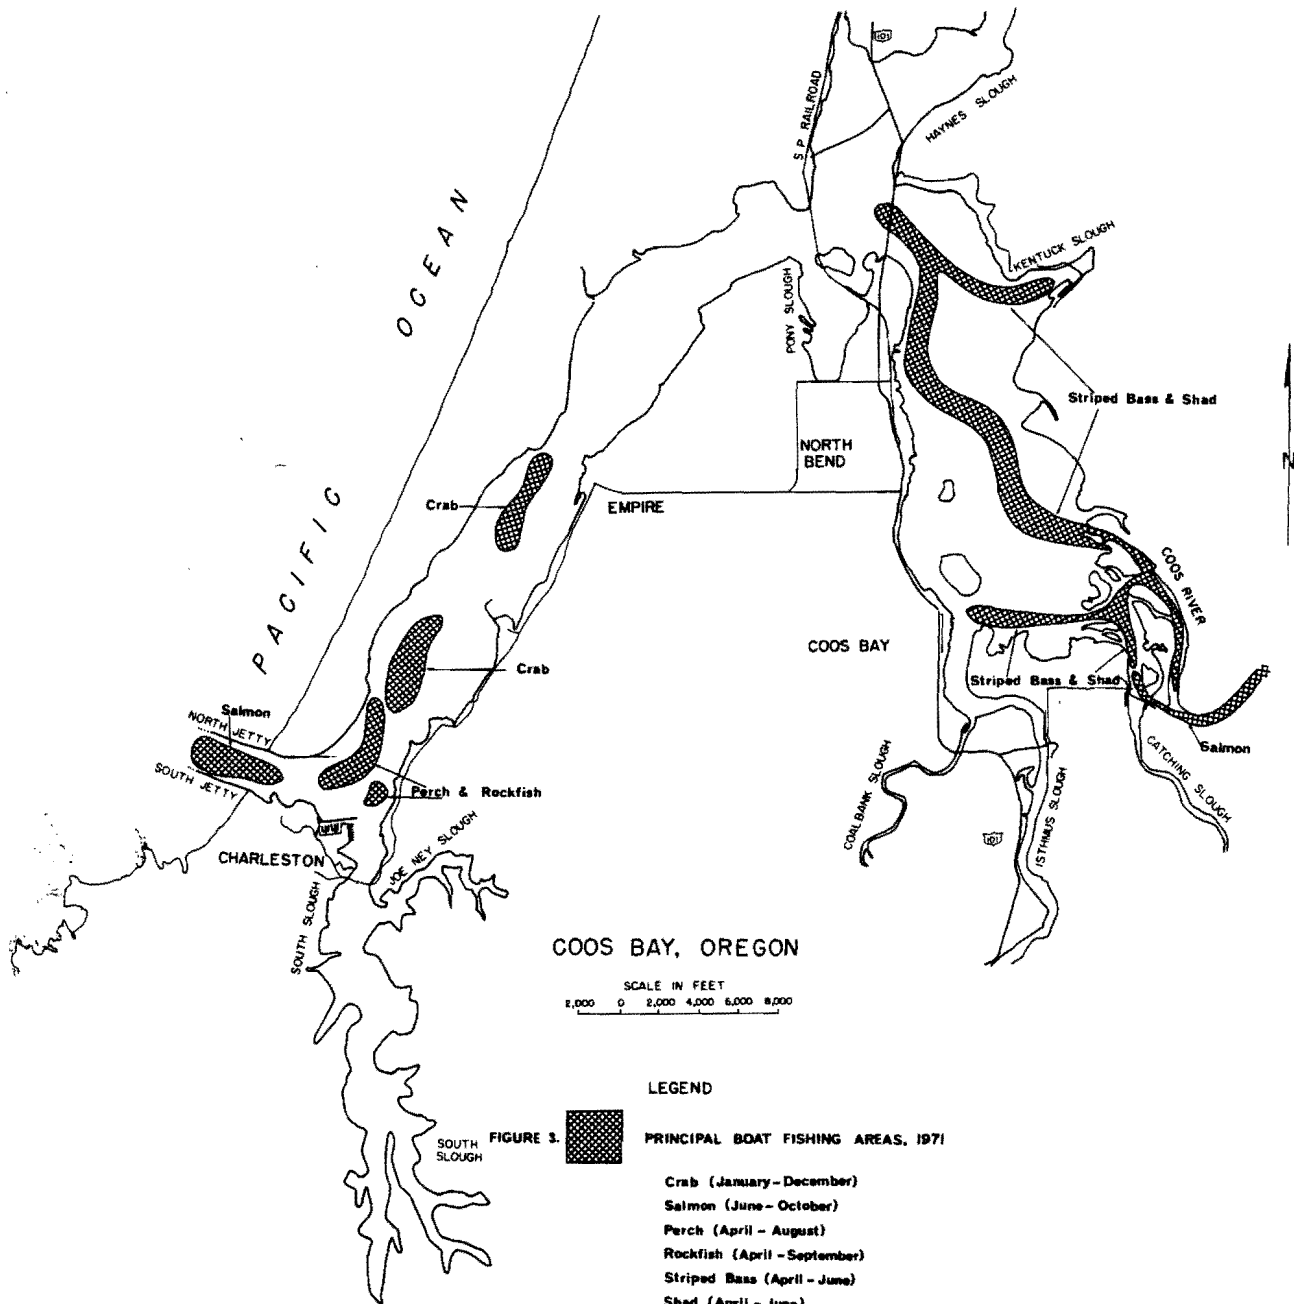 101
S P RAILROAD
HAYNES SLOUGH
PACIFIC OCEAN
KENTUCK SLOUGH
PONY SLOUGH
Striped Bass & Shad
NORTH
BEND
N
Crab
EMPIRE
COOS RIVER
COOS BAY
Crab
Striped Bass & Shad
Salmon
NORTH JETTY
Salmon
SOUTH JETTY
Perch & Rockfish
CATCHING SLOUGH
COALBANK SLOUGH
ISTHMUS SLOUGH
101
CHARLESTON
JOE NEY SLOUGH
SOUTH SLOUGH
COOS BAY, OREGON
SCALE IN FEET
2,000 0 2,000 4,000 6,000 8,000
LEGEND
SOUTH
SLOUGH
FIGURE 3.
PRINCIPAL BOAT FISHING AREAS, 1971
Crab (January - December)
Salmon (June - October)
Perch (April - August)
Rockfish (April - September)
Striped Bass (April - June)
Shad (April - June)